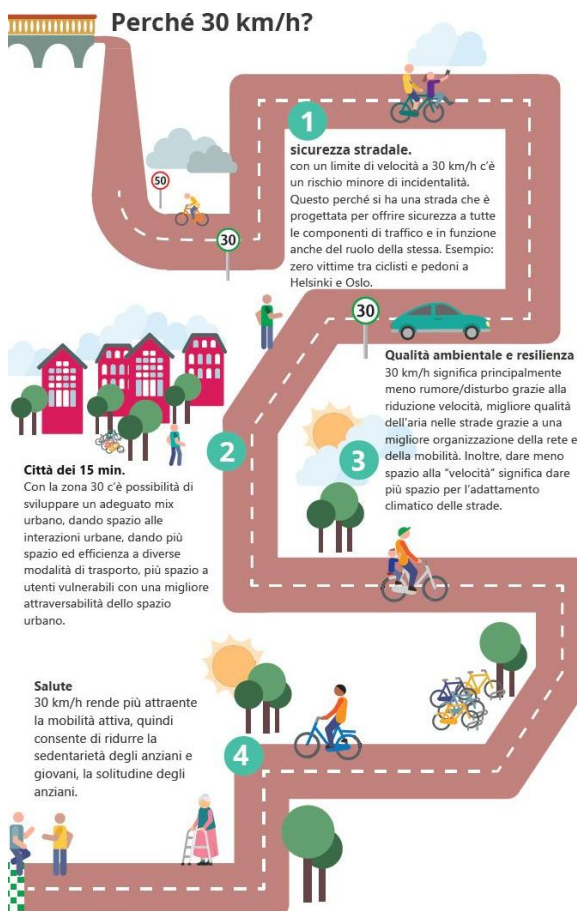 Perché 30 km/h?
1
sicurezza stradale.
con un limite di velocità a 30 km/h c'è
un rischio minore di incidentalità.
Questo perché si ha una strada che è
progettata per offrire sicurezza a tutte
le componenti di traffico e in funzione
anche del ruolo della stessa. Esempio:
zero vittime tra ciclisti e pedoni a
Helsinki e Oslo.
50
30
30
Qualità ambientale e resilienza
30 km/h significa principalmente
meno rumore/disturbo grazie alla
riduzione velocità, migliore qualità
dell'aria nelle strade grazie a una
migliore organizzazione della rete e
della mobilità. Inoltre, dare meno
spazio alla "velocità" significa dare
più spazio per l'adattamento
climatico delle strade.
3
2
Città dei 15 min.
Con la zona 30 c'è possibilità di
sviluppare un adeguato mix
urbano, dando spazio alle
interazioni urbane, dando più
spazio ed efficienza a diverse
modalità di trasporto, più spazio a
utenti vulnerabili con una migliore
attraversabilità dello spazio
urbano.
Salute
30 km/h rende più attraente
la mobilità attiva, quindi
consente di ridurre la
sedentarietà degli anziani e
giovani, la solitudine degli
anziani.
4